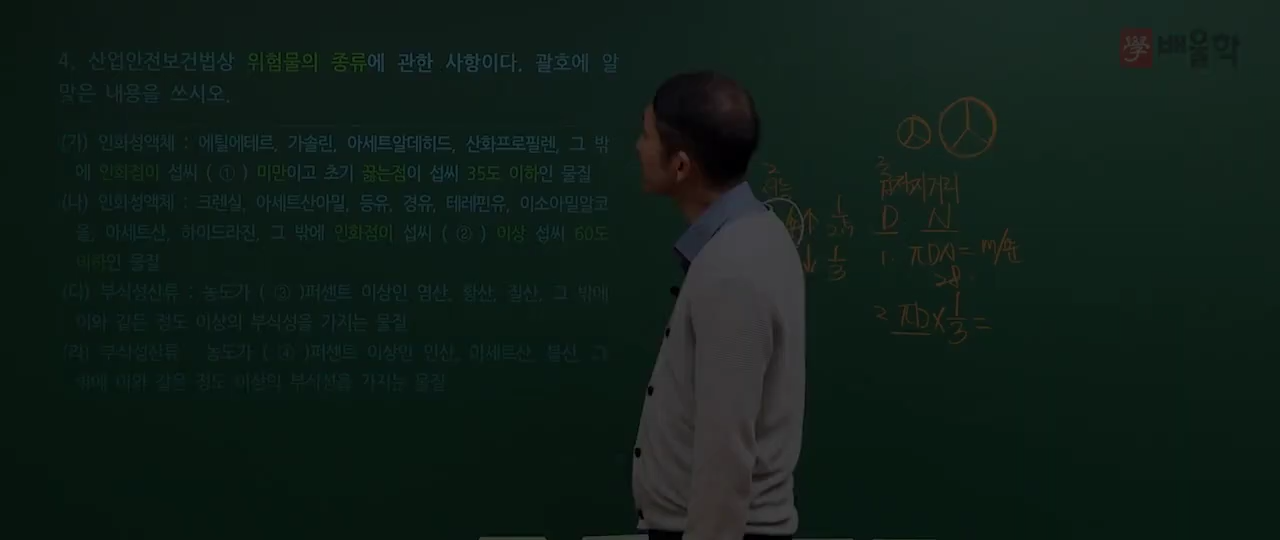 4. 산업안전보건법상 위험물의 종류에 관한 사항이다. 괄호에 알
맞은 내용을 쓰시오.
(가) 인화성액체 : 에틸에테르, 가솔린, 아세트알데히드, 산화프로필렌, 그 밖
에 인화점이 섭씨 ( ① ) 미만이고 초기 끓는점이 섭씨 35도 이하인 물질
(나) 인화성액체 : 크렌실, 아세트산아밀, 등유, 경유, 테레핀유, 이소아밀알코
올, 아세트산, 하이드라진, 그 밖에 인화점이 섭씨 ( ② ) 이상 섭씨 60도
이하인 물질
(다) 부식성산류 : 농도가 ( ③ )퍼센트 이상인 염산, 황산, 질산, 그 밖에
이와 같은 정도 이상의 부식성을 가지는 물질
(라) 부식성산류 : 농도가 ( ④ )퍼센트 이상인 인산, 아세트산, 불산, 그
밖에 이와 같은 정도 이상의 부식성을 가지는 물질
學 배울학
2
↑ 1/2
↓ 1/3
D N
1. πDN = m/분
2. πD × 1/3 =